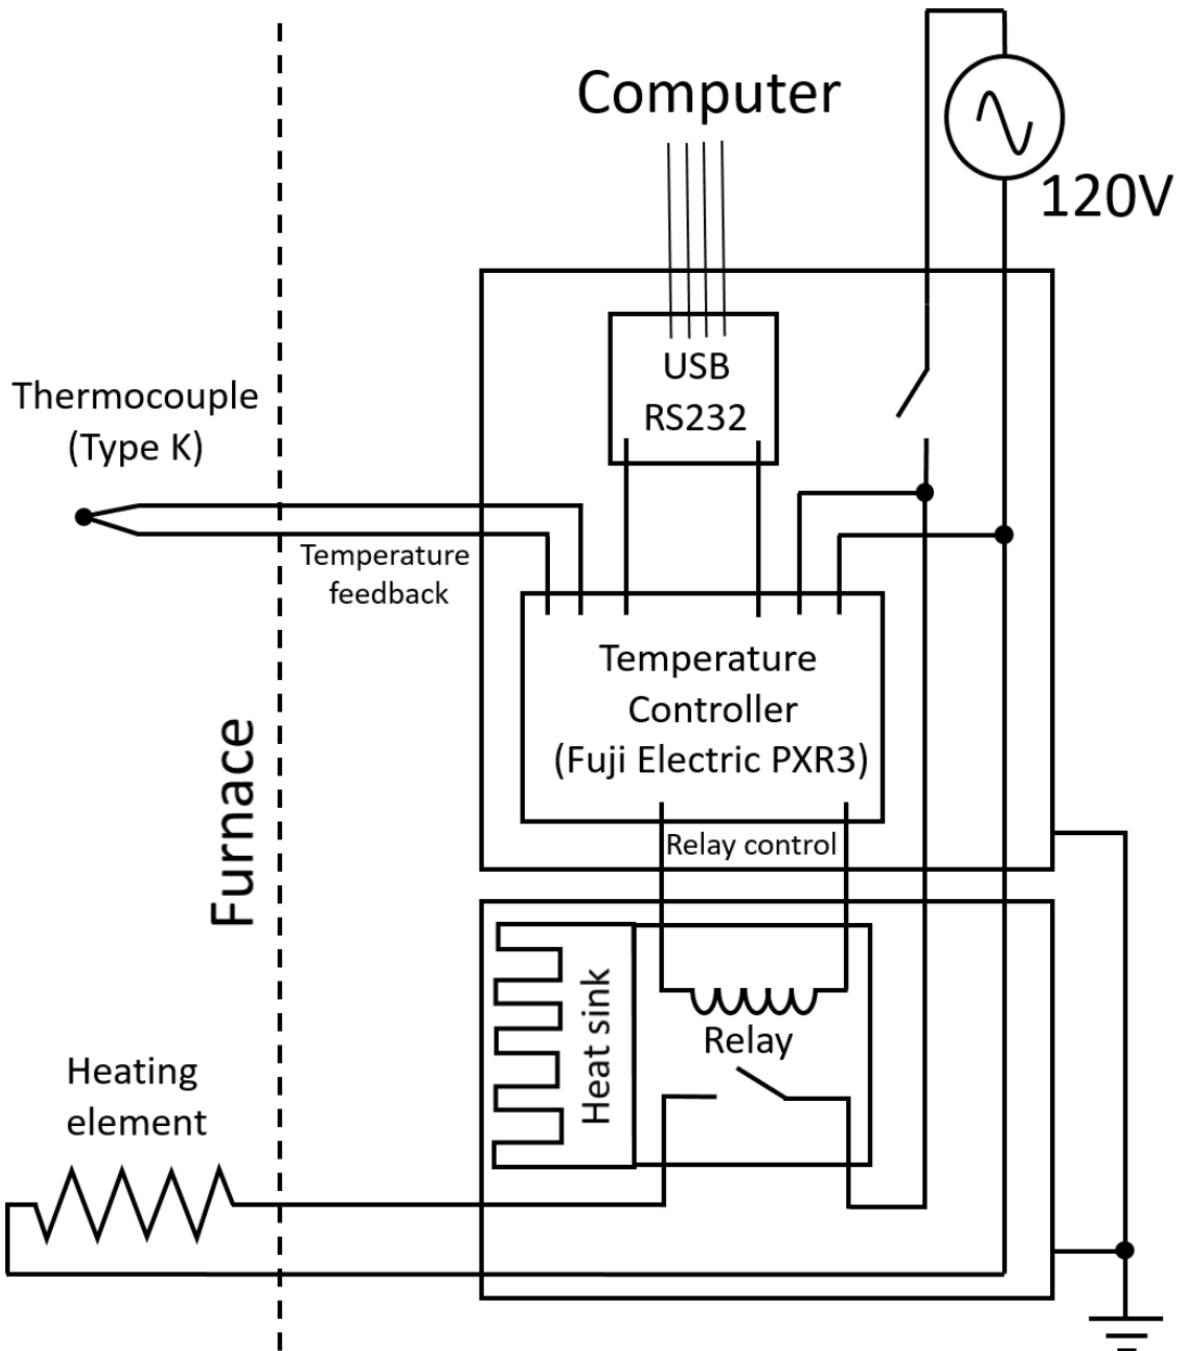 Computer
120V
USB
RS232
Thermocouple
(Type K)
Temperature
feedback
Temperature
Controller
(Fuji Electric PXR3)
Furnace
Relay control
Heat sink
Relay
Heating
element